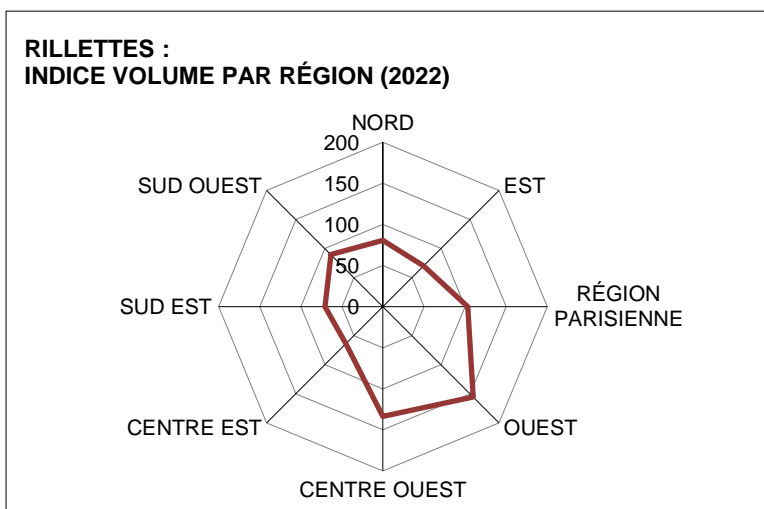 RILLETTES :
INDICE VOLUME PAR RÉGION (2022)
NORD
200
150
100
50
0
EST
RÉGION
PARISIENNE
OUEST
CENTRE OUEST
CENTRE EST
SUD EST
SUD OUEST